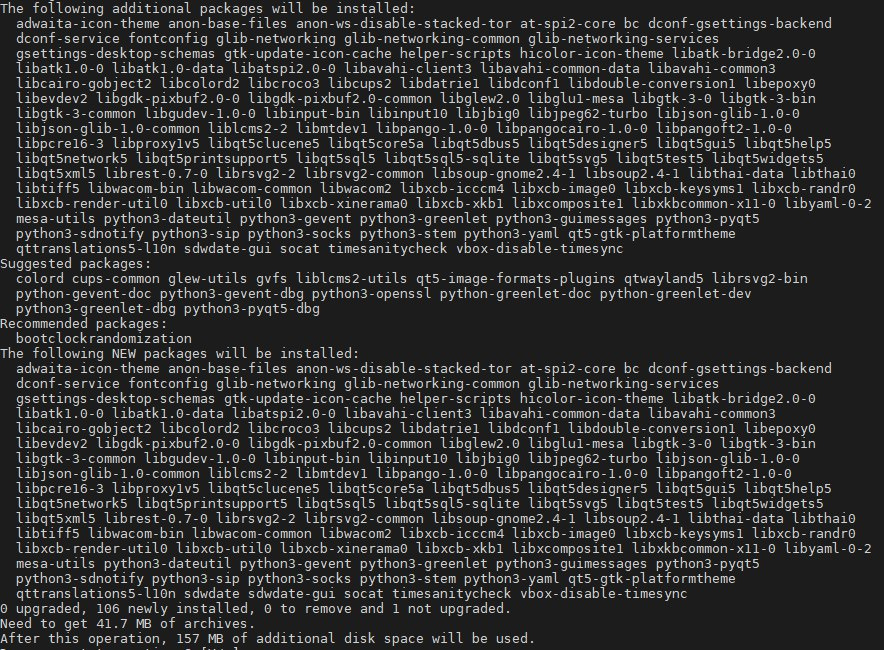 The following additional packages will be installed:
adwaita-icon-theme anon-base-files anon-ws-disable-stacked-tor at-spi2-core bc dconf-gsettings-backend
dconf-service fontconfig glib-networking glib-networking-common glib-networking-services
gsettings-desktop-schemas gtk-update-icon-cache helper-scripts hicolor-icon-theme libatk-bridge2.0-0
libatk1.0-0 libatk1.0-data libatspi2.0-0 libavahi-client3 libavahi-common-data libavahi-common3
libcairo-gobject2 libcolord2 libcroco3 libcups2 libdatrie1 libdconf1 libdouble-conversion1 libepoxy0
libevdev2 libgdk-pixbuf2.0-0 libgdk-pixbuf2.0-common libglew2.0 libglu1-mesa libgtk-3-0 libgtk-3-bin
libgtk-3-common libgudev-1.0-0 libinput-bin libinput10 libjbig0 libjpeg62-turbo libjson-glib-1.0-0
libjson-glib-1.0-common liblcms2-2 libmtdev1 libpango-1.0-0 libpangocairo-1.0-0 libpangoft2-1.0-0
libpcre16-3 libproxy1v5 libqt5clucene5 libqt5core5a libqt5dbus5 libqt5designer5 libqt5gui5 libqt5help5
libqt5network5 libqt5printsupport5 libqt5sql5 libqt5sql5-sqlite libqt5svg5 libqt5test5 libqt5widgets5
libqt5xml5 librest-0.7-0 librsvg2-2 librsvg2-common libsoup-gnome2.4-1 libsoup2.4-1 libthai-data libthai0
libtiff5 libwacom-bin libwacom-common libwacom2 libxcb-icccm4 libxcb-image0 libxcb-keysyms1 libxcb-randr0
libxcb-render-util0 libxcb-util0 libxcb-xinerama0 libxcb-xkb1 libxcomposite1 libxkbcommon-x11-0 libyaml-0-2
mesa-utils python3-dateutil python3-gevent python3-greenlet python3-guimessages python3-pyqt5
python3-sdnotify python3-sip python3-socks python3-stem python3-yaml qt5-gtk-platformtheme
qttranslations5-l10n sdwdate-gui socat timesanitycheck vbox-disable-timesync
Suggested packages:
colord cups-common glew-utils gvfs liblcms2-utils qt5-image-formats-plugins qtwayland5 librsvg2-bin
python-gevent-doc python3-gevent-dbg python3-openssl python-greenlet-doc python-greenlet-dev
python3-greenlet-dbg python3-pyqt5-dbg
Recommended packages:
bootclockrandomization
The following NEW packages will be installed:
adwaita-icon-theme anon-base-files anon-ws-disable-stacked-tor at-spi2-core bc dconf-gsettings-backend
dconf-service fontconfig glib-networking glib-networking-common glib-networking-services
gsettings-desktop-schemas gtk-update-icon-cache helper-scripts hicolor-icon-theme libatk-bridge2.0-0
libatk1.0-0 libatk1.0-data libatspi2.0-0 libavahi-client3 libavahi-common-data libavahi-common3
libcairo-gobject2 libcolord2 libcroco3 libcups2 libdatrie1 libdconf1 libdouble-conversion1 libepoxy0
libevdev2 libgdk-pixbuf2.0-0 libgdk-pixbuf2.0-common libglew2.0 libglu1-mesa libgtk-3-0 libgtk-3-bin
libgtk-3-common libgudev-1.0-0 libinput-bin libinput10 libjbig0 libjpeg62-turbo libjson-glib-1.0-0
libjson-glib-1.0-common liblcms2-2 libmtdev1 libpango-1.0-0 libpangocairo-1.0-0 libpangoft2-1.0-0
libpcre16-3 libproxy1v5 libqt5clucene5 libqt5core5a libqt5dbus5 libqt5designer5 libqt5gui5 libqt5help5
libqt5network5 libqt5printsupport5 libqt5sql5 libqt5sql5-sqlite libqt5svg5 libqt5test5 libqt5widgets5
libqt5xml5 librest-0.7-0 librsvg2-2 librsvg2-common libsoup-gnome2.4-1 libsoup2.4-1 libthai-data libthai0
libtiff5 libwacom-bin libwacom-common libwacom2 libxcb-icccm4 libxcb-image0 libxcb-keysyms1 libxcb-randr0
libxcb-render-util0 libxcb-util0 libxcb-xinerama0 libxcb-xkb1 libxcomposite1 libxkbcommon-x11-0 libyaml-0-2
mesa-utils python3-dateutil python3-gevent python3-greenlet python3-guimessages python3-pyqt5
python3-sdnotify python3-sip python3-socks python3-stem python3-yaml qt5-gtk-platformtheme
qttranslations5-l10n sdwdate sdwdate-gui socat timesanitycheck vbox-disable-timesync
0 upgraded, 106 newly installed, 0 to remove and 1 not upgraded.
Need to get 41.7 MB of archives.
After this operation, 157 MB of additional disk space will be used.